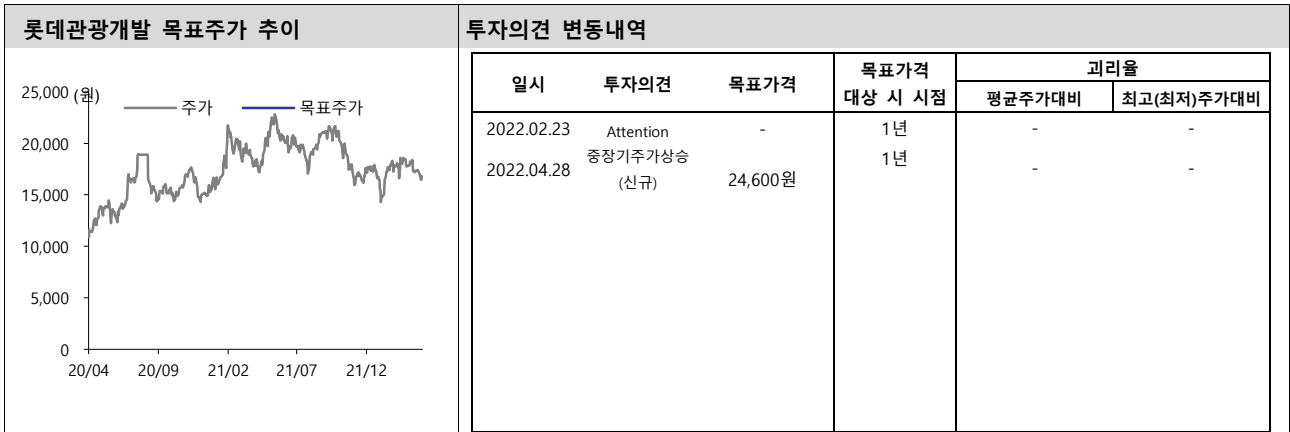 롯데관광개발 목표주가 추이
투자의견 변동내역
25,000 (원)
주가
목표주가
20,000
15,000
10,000
5,000
0
20/04 20/09 21/02 21/07 21/12
일시 투자의견 목표가격 목표가격 대상 시 시점 괴리율
평균주가대비 최고(최저)주가대비
2022.02.23 Attention - 1년 - -
2022.04.28 중장기주가상승 (신규) 24,600원 1년 - -